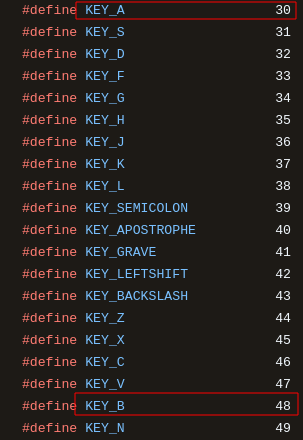 #define KEY_A 30
#define KEY_S 31
#define KEY_D 32
#define KEY_F 33
#define KEY_G 34
#define KEY_H 35
#define KEY_J 36
#define KEY_K 37
#define KEY_L 38
#define KEY_SEMICOLON 39
#define KEY_APOSTROPHE 40
#define KEY_GRAVE 41
#define KEY_LEFTSHIFT 42
#define KEY_BACKSLASH 43
#define KEY_Z 44
#define KEY_X 45
#define KEY_C 46
#define KEY_V 47
#define KEY_B 48
#define KEY_N 49